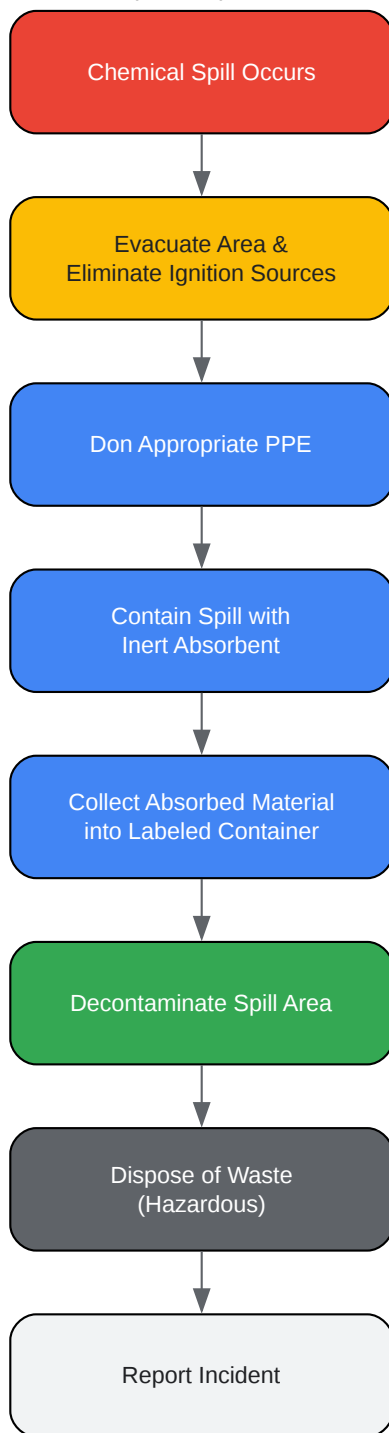 Chemical Spill Occurs
Evacuate Area &
Eliminate Ignition Sources
Don Appropriate PPE
Contain Spill with
Inert Absorbent
Collect Absorbed Material
into Labeled Container
Decontaminate Spill Area
Dispose of Waste
(Hazardous)
Report Incident